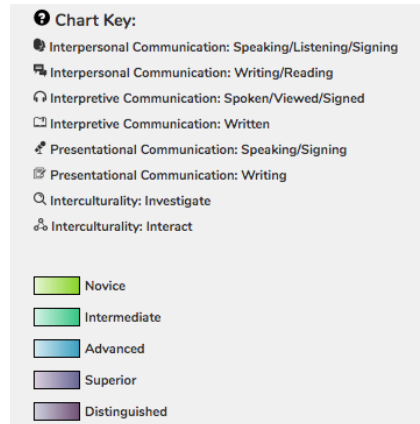 Chart Key:
Interpersonal Communication: Speaking/Listening/Signing
Interpersonal Communication: Writing/Reading
Interpretive Communication: Spoken/Viewed/Signed
Interpretive Communication: Written
Presentational Communication: Speaking/Signing
Presentational Communication: Writing
Interculturality: Investigate
Interculturality: Interact
Novice
Intermediate
Advanced
Superior
Distinguished